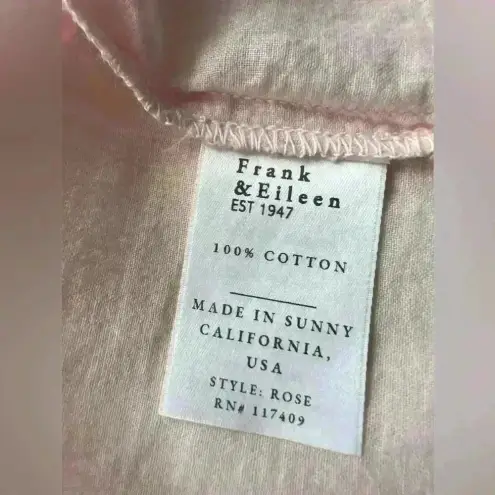 Frank
&Eileen
EST 1947
100% COTTON
MADE IN SUNNY
CALIFORNIA,
USA
STYLE: ROSE
RN# 117409